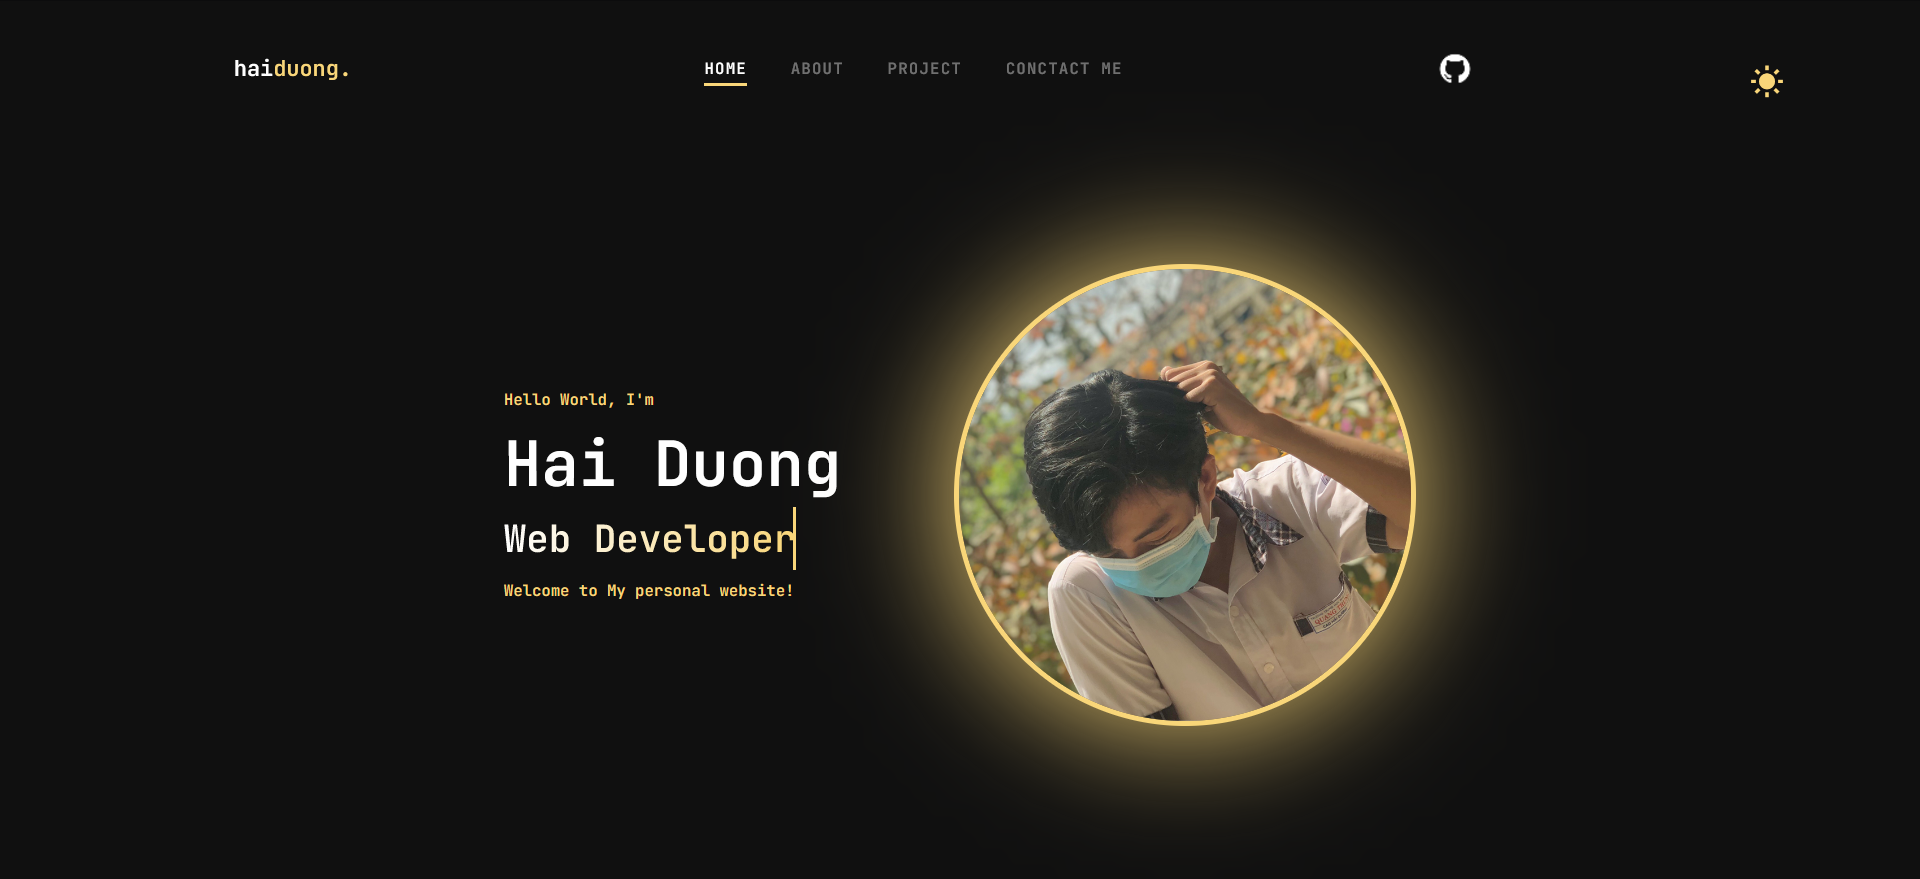 haiduong.
HOME ABOUT PROJECT CONCTACT ME
Hello World, I'm
Hai Duong
Web Developer
Welcome to My personal website!